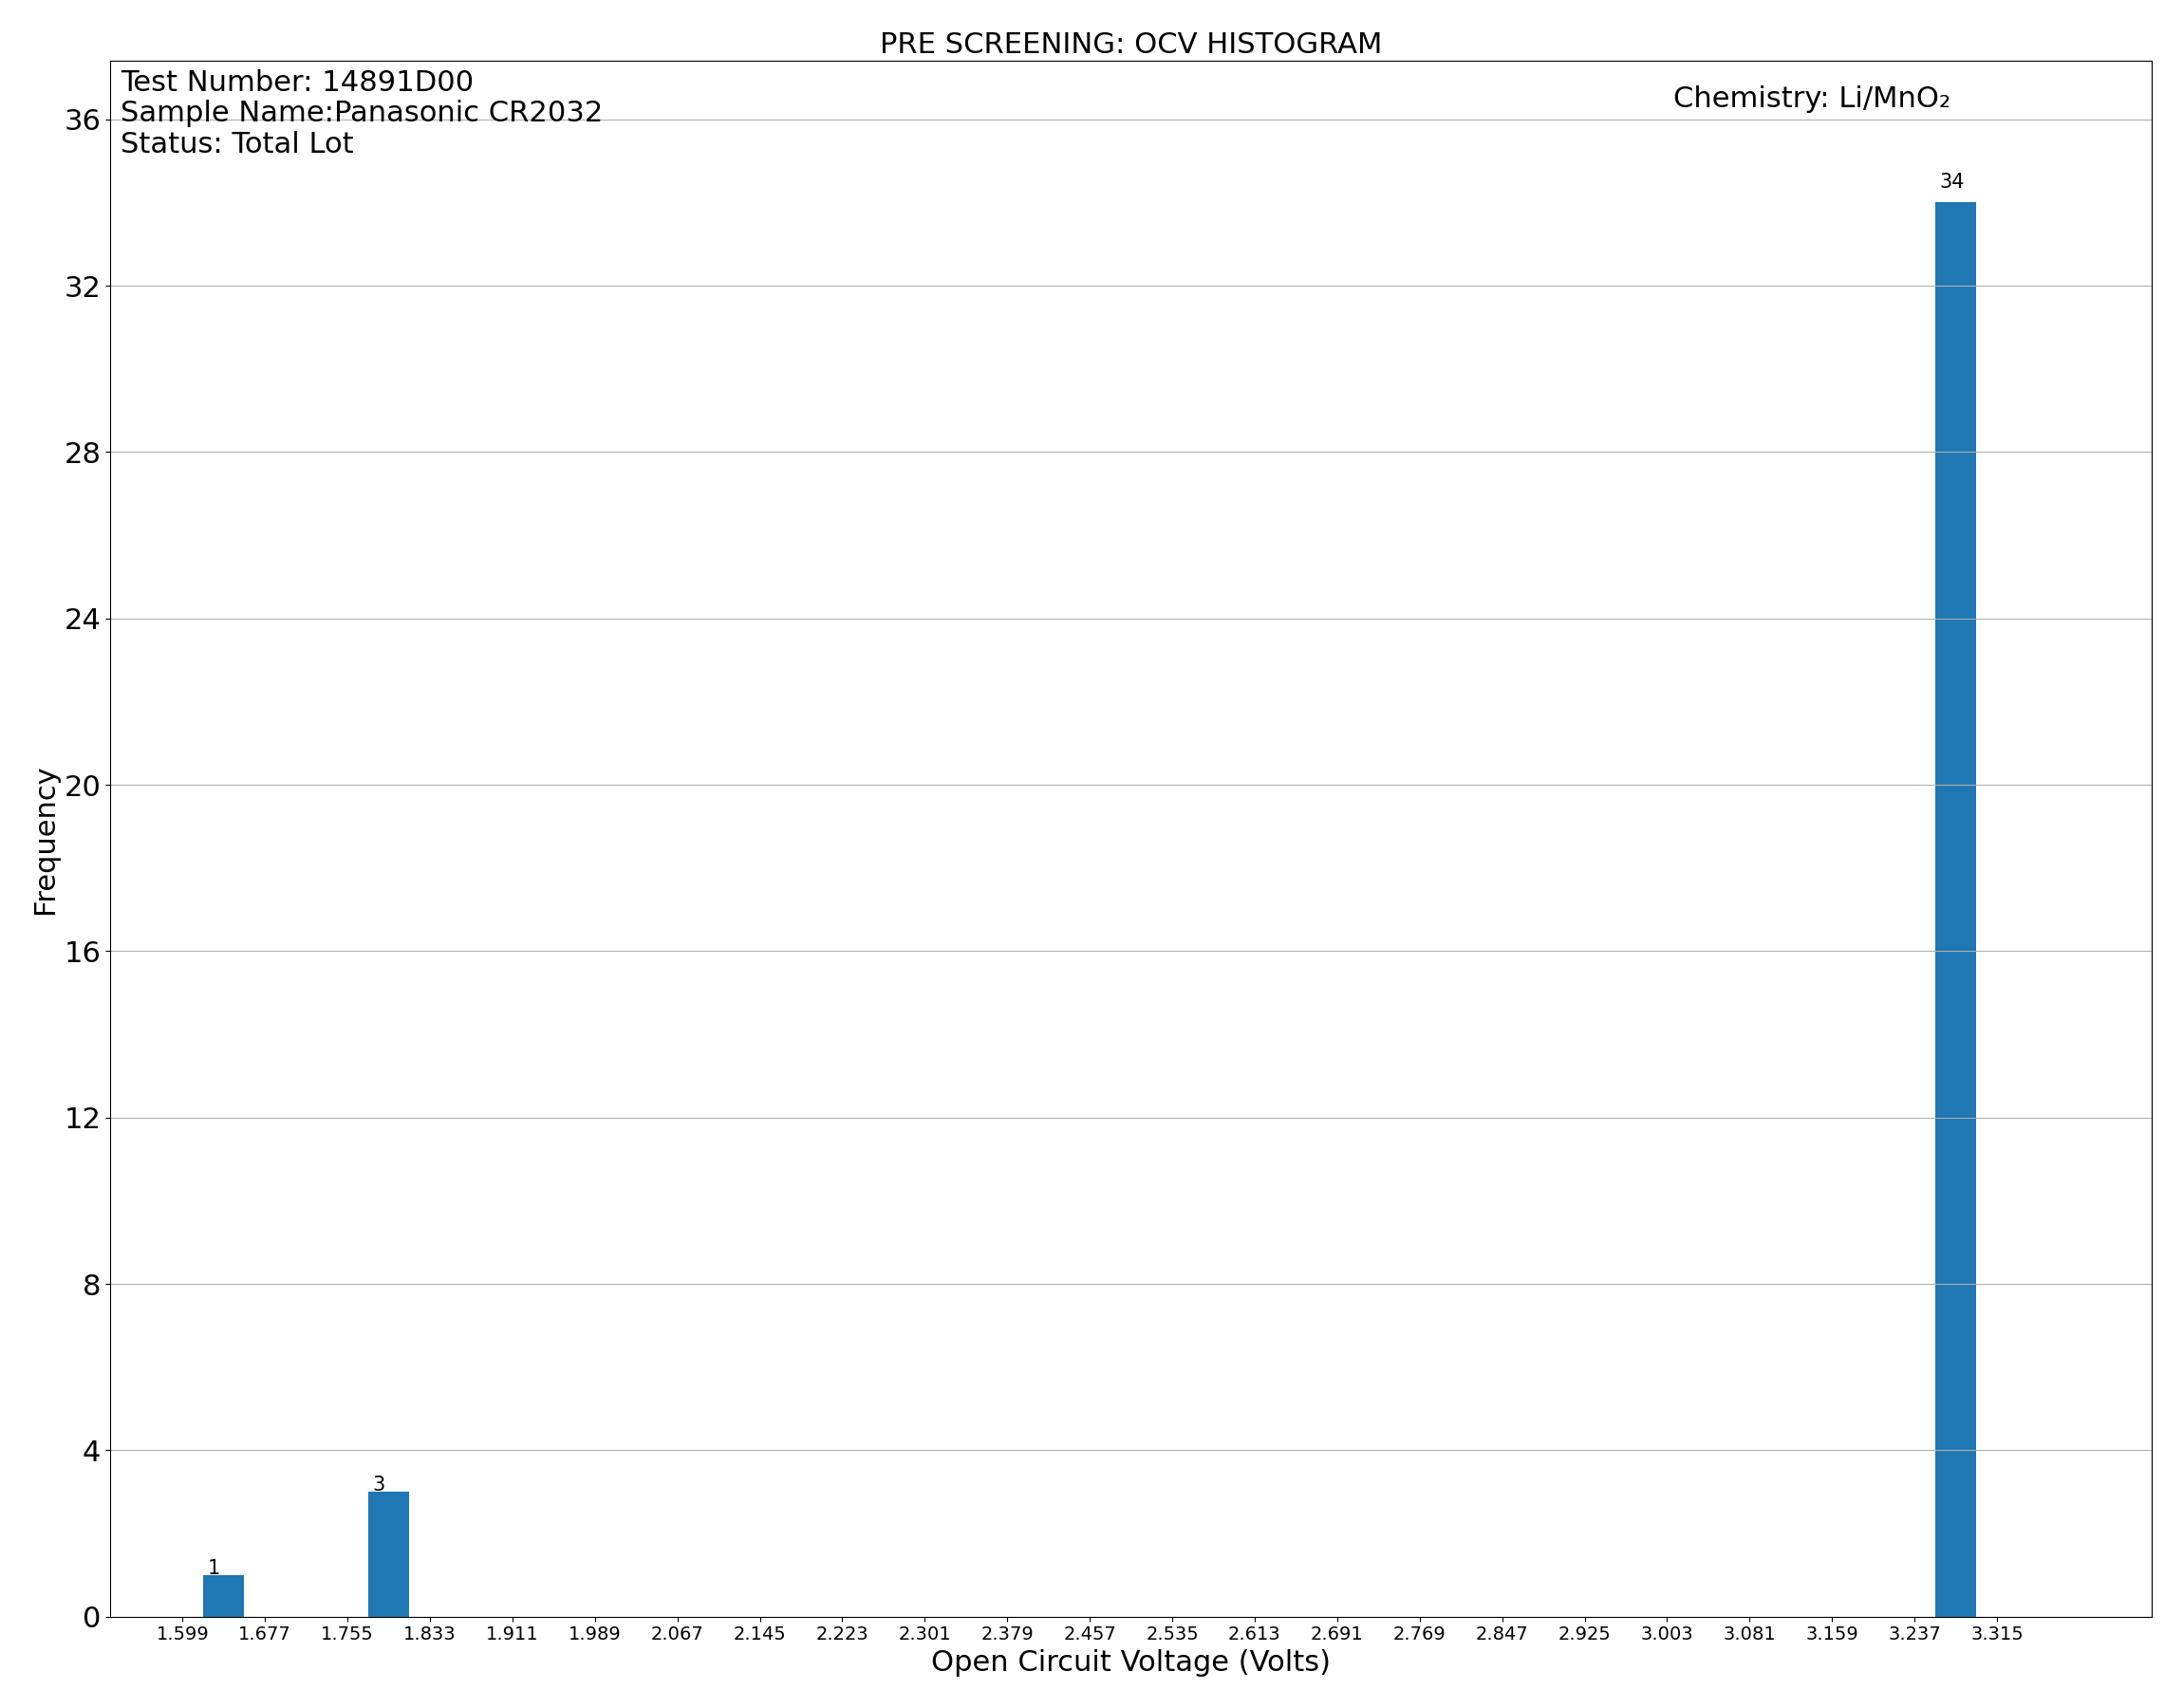 PRE SCREENING: OCV HISTOGRAM
Test Number: 14891D00
Sample Name:Panasonic CR2032
Status: Total Lot
Chemistry: Li/MnO₂
36
32
28
24
20
16
12
8
4
0
Frequency
1
3
34
1.599 1.677 1.755 1.833 1.911 1.989 2.067 2.145 2.223 2.301 2.379 2.457 2.535 2.613 2.691 2.769 2.847 2.925 3.003 3.081 3.159 3.237 3.315
Open Circuit Voltage (Volts)